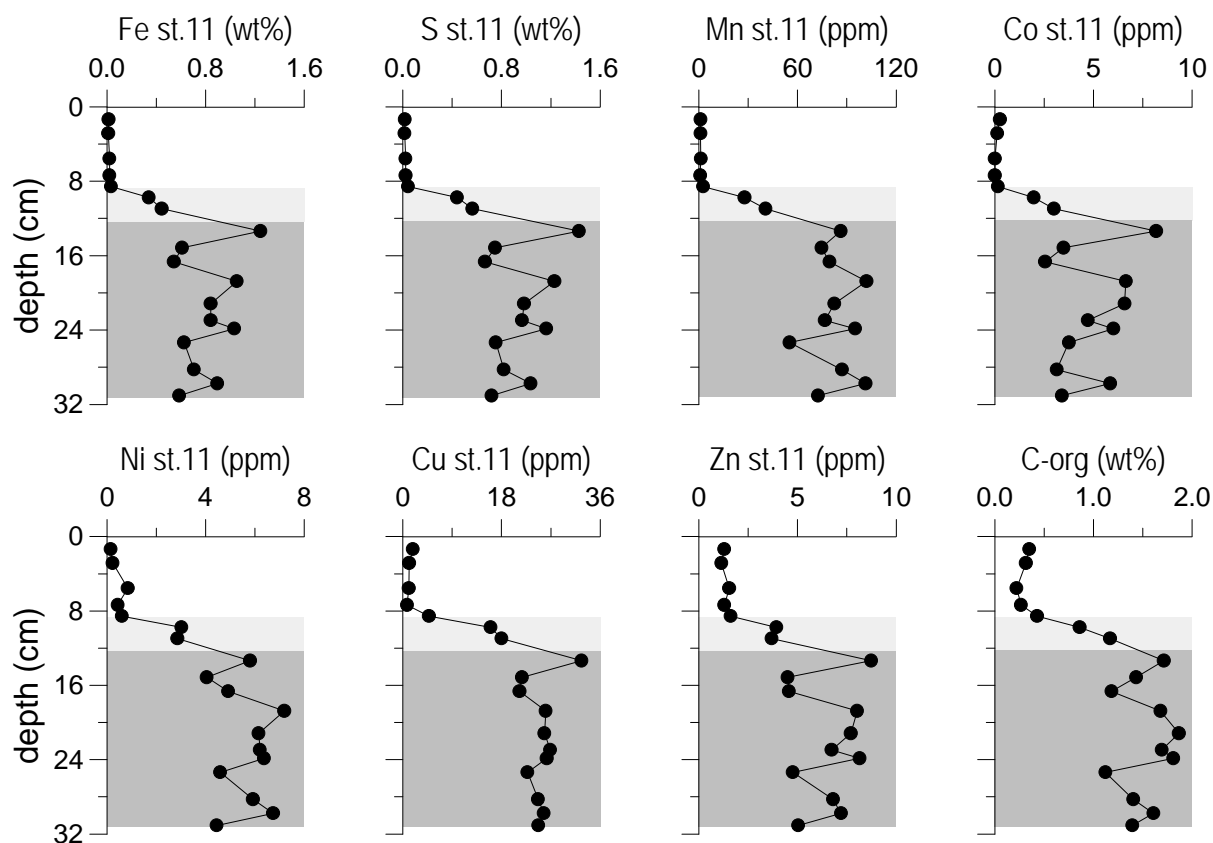 Fe st.11 (wt%) S st.11 (wt%) Mn st.11 (ppm) Co st.11 (ppm)
0.0 0.8 1.6 0.0 0.8 1.6 0 60 120 0 5 10
0
8
16
24
32
depth (cm)
Ni st.11 (ppm) Cu st.11 (ppm) Zn st.11 (ppm) C-org (wt%)
0 4 8 0 18 36 0 5 10 0.0 1.0 2.0
0
8
16
24
32
depth (cm)